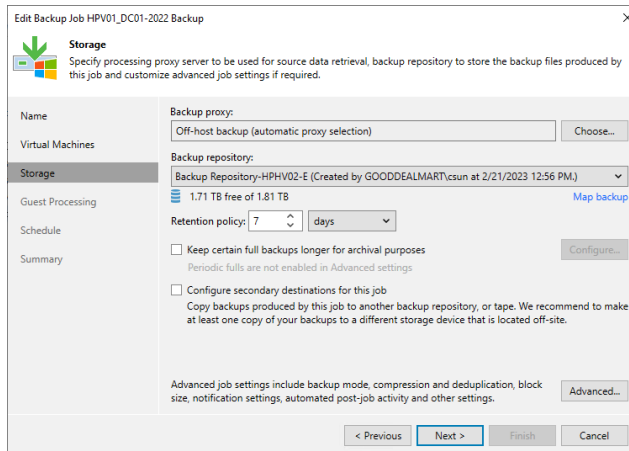 Edit Backup Job HPV01_DC01-2022 Backup
Storage
Specify processing proxy server to be used for source data retrieval, backup repository to store the backup files produced by
this job and customize advanced job settings if required.
Name
Virtual Machines
Storage
Guest Processing
Schedule
Summary
Backup proxy:
Off-host backup (automatic proxy selection)
Choose...
Backup repository:
Backup Repository-HPHV02-E (Created by GOODDEALMART\csun at 2/21/2023 12:56 PM.)
1.71 TB free of 1.81 TB
Map backup
Retention policy: 7 days
Keep certain full backups longer for archival purposes
Configure...
Periodic fulls are not enabled in Advanced settings
Configure secondary destinations for this job
Copy backups produced by this job to another backup repository, or tape. We recommend to make
at least one copy of your backups to a different storage device that is located off-site.
Advanced job settings include backup mode, compression and deduplication, block
size, notification settings, automated post-job activity and other settings.
Advanced...
< Previous
Next >
Finish
Cancel